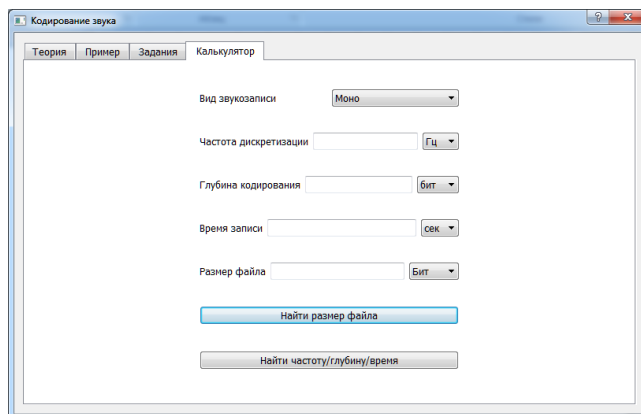 Кодирование звука
Теория Пример Задания Калькулятор
Вид звукозаписи Моно
Частота дискретизации Гц
Глубина кодирования бит
Время записи сек
Размер файла Бит
Найти размер файла
Найти частоту/глубину/время